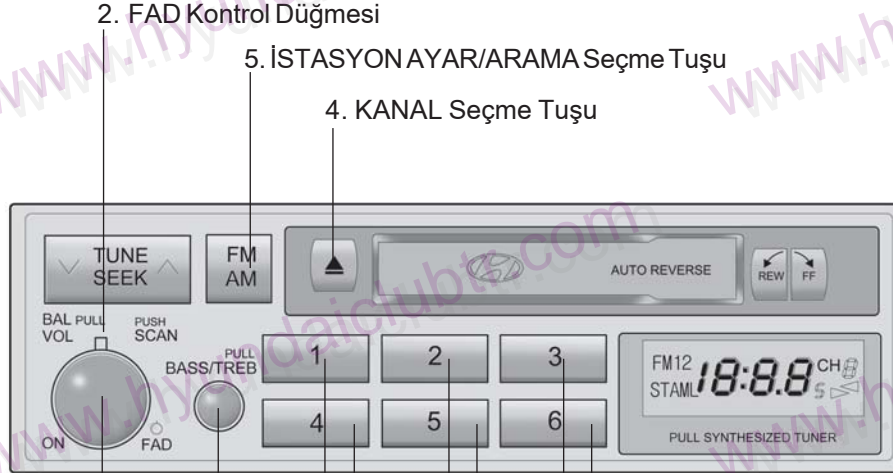 2. FAD Kontrol Düğmesi
5. İSTASYON AYAR/ARAMA Seçme Tuşu
4. KANAL Seçme Tuşu
TUNE
SEEK
FM
AM
AUTO REVERSE
REW
FF
BAL PULL
VOL
PUSH
SCAN
PULL
BASS/TREB
1
2
3
4
5
6
ON
FAD
FM12
STAML
18:8.8
CH8
S
PULL SYNTHESIZED TUNER
www.hyundaiclubtr.com